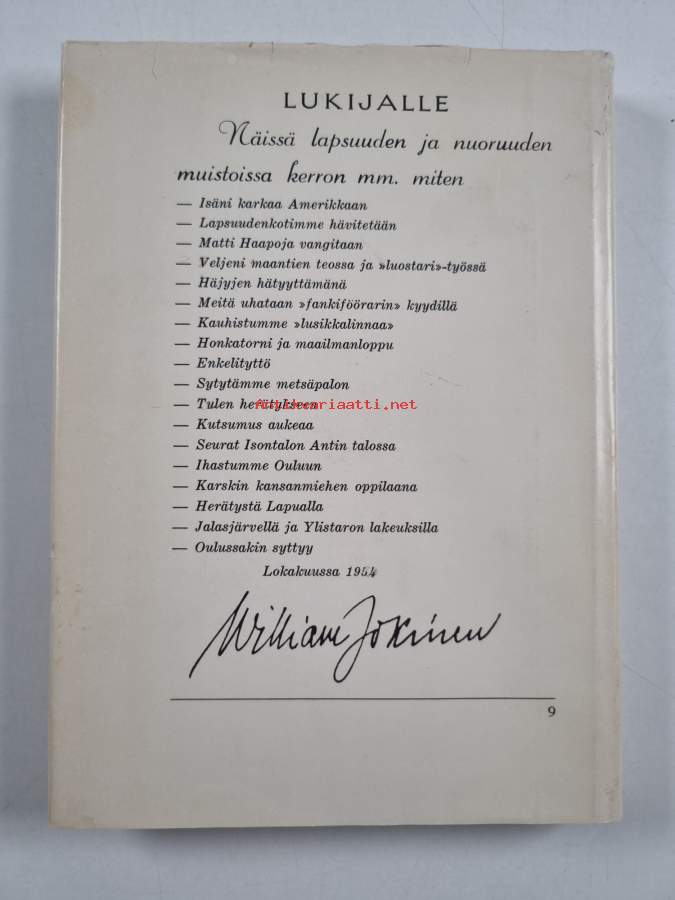 LUKIJALLE
Näissä lapsuuden ja nuoruuden
muistoissa kerron mm. miten
— Isäni karkaa Amerikkaan
— Lapsuudenkotimme hävitetään
— Matti Haapoja vangitaan
— Veljeni maantien teossa ja »luostari»-työssä
— Häjyjen hätyyttämänä
— Meitä uhataan »fankiföörarin» kyydillä
— Kauhistumme »lusikkalinnaa»
— Honkatorni ja maailmanloppu
— Enkelityttö
— Sytytämme metsäpalon
— Tulen herätykseen
Antikvariaatti.net
— Kutsumus aukeaa
— Seurat Isontalon Antin talossa
— Ihastumme Ouluun
— Karskin kansanmiehen oppilaana
— Herätystä Lapualla
— Jalasjärvellä ja Ylistaron lakeuksilla
— Oulussakin syttyy
Lokakuussa 1954
William Jokinen
9